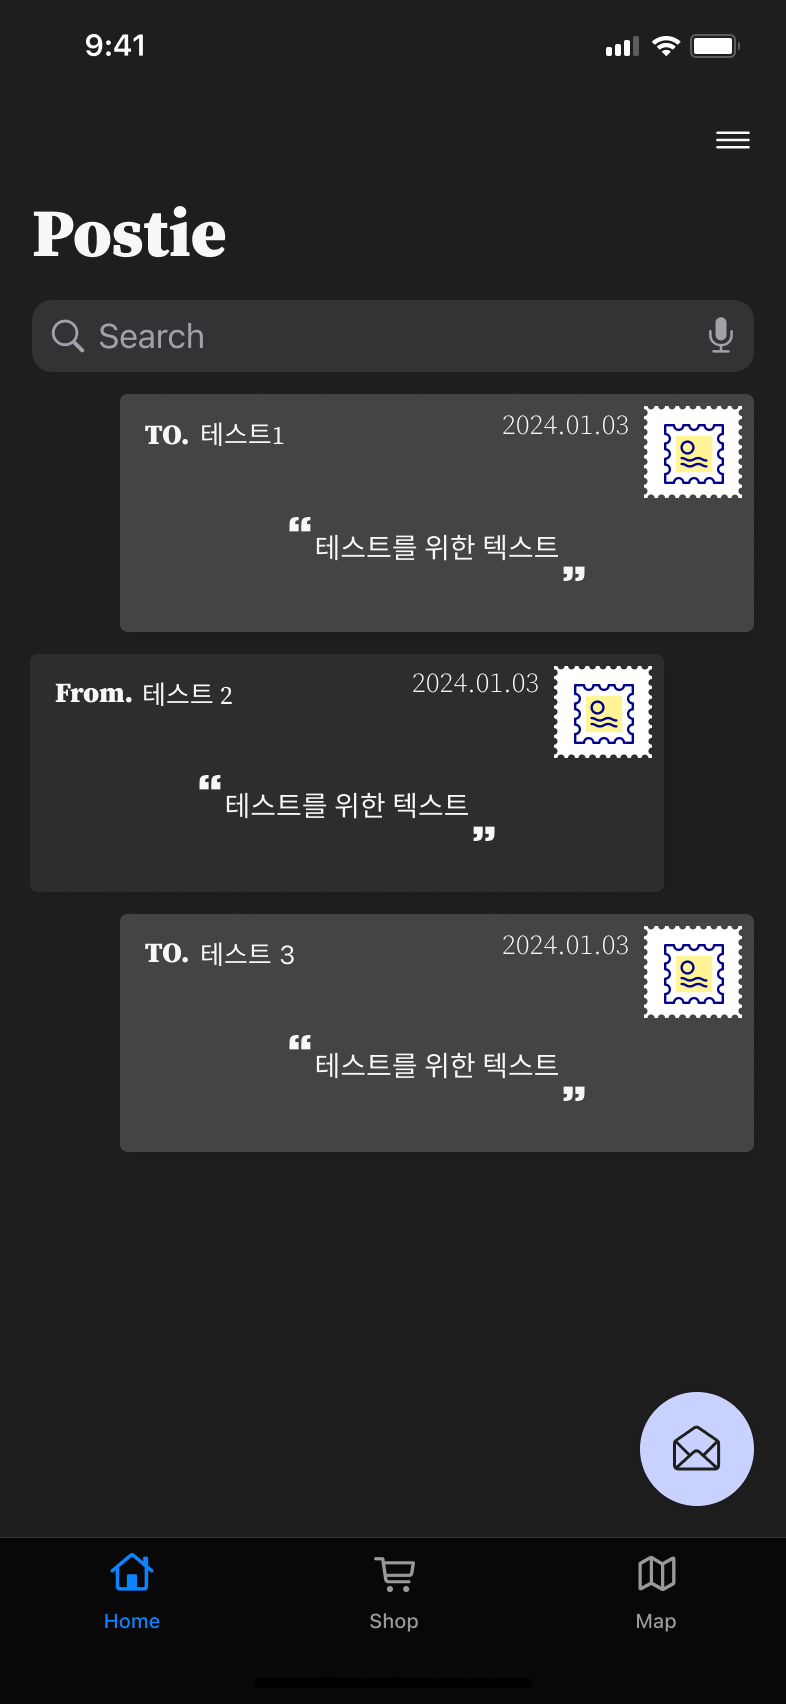 9:41
Postie
Search
TO. 테스트1 2024.01.03
“테스트를 위한 텍스트”
From. 테스트 2 2024.01.03
“테스트를 위한 텍스트”
TO. 테스트 3 2024.01.03
“테스트를 위한 텍스트”
Home Shop Map